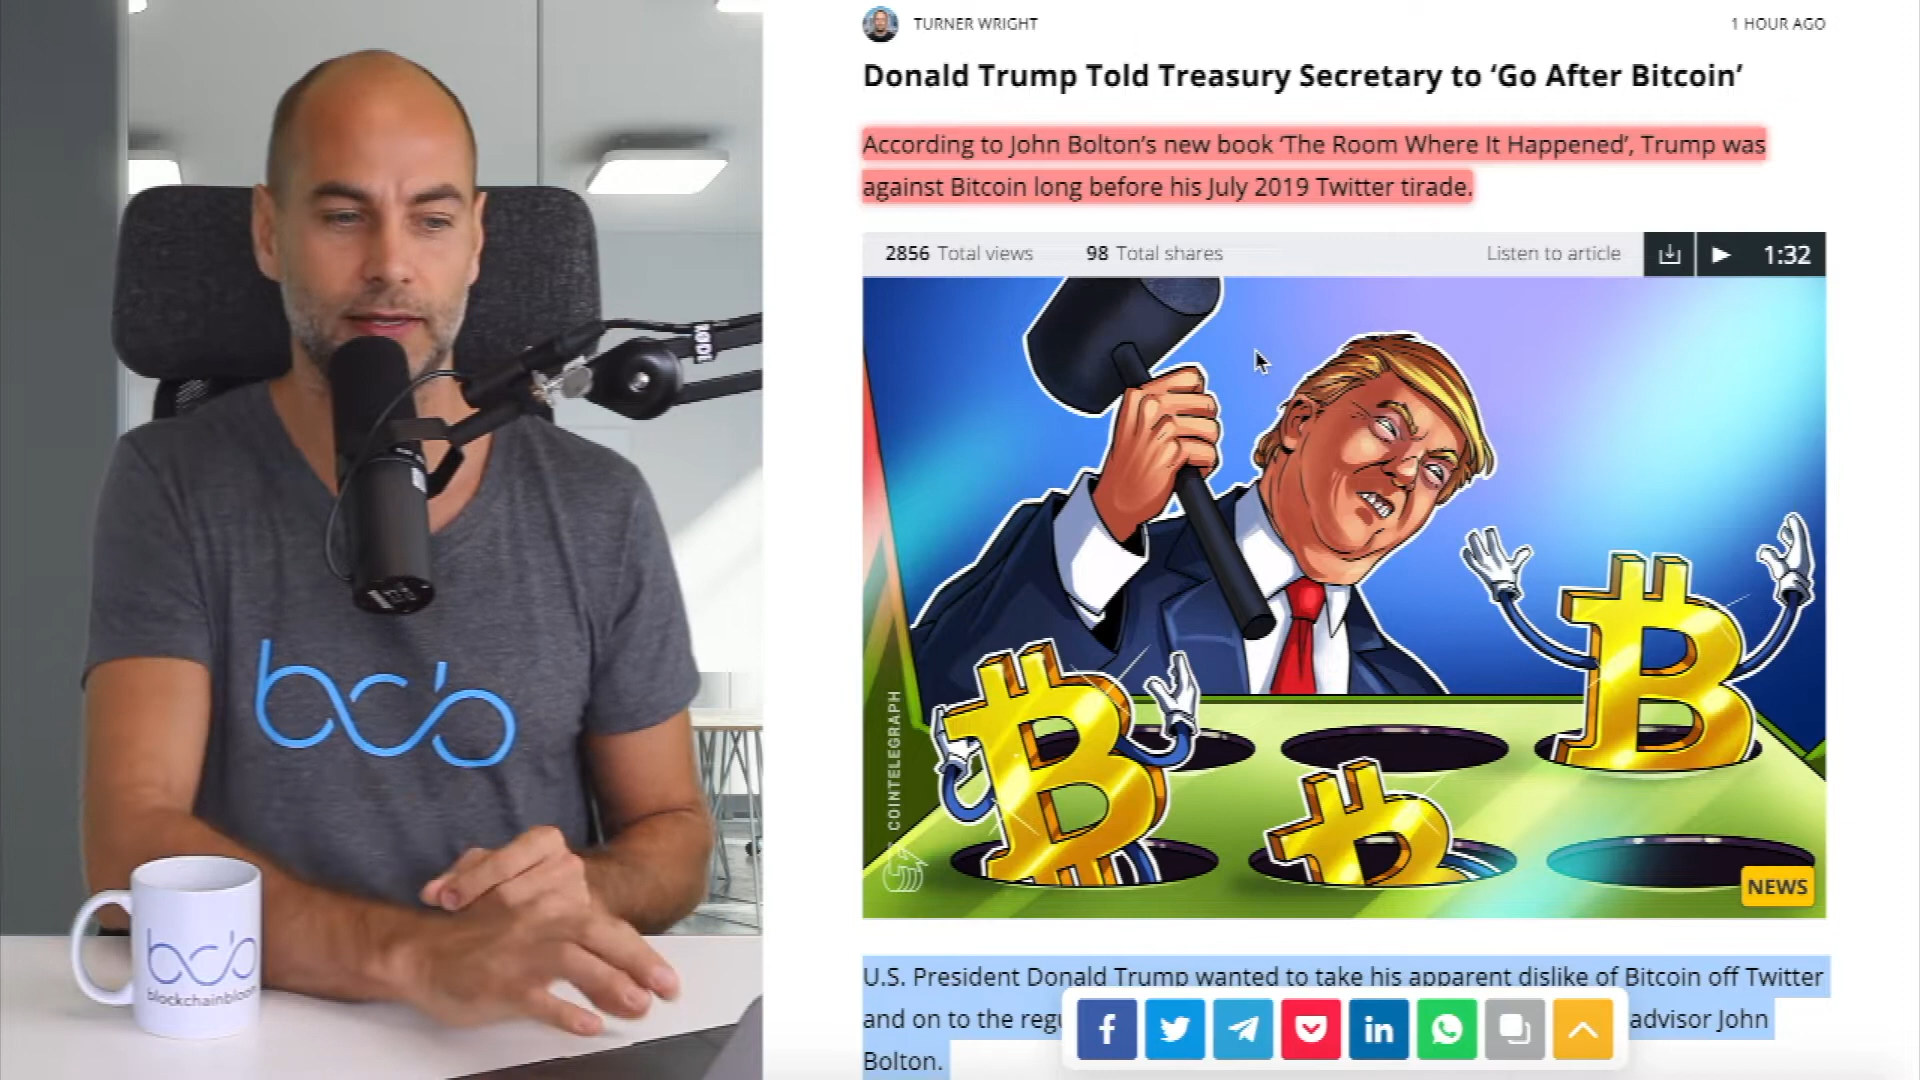 TURNER WRIGHT
1 HOUR AGO
Donald Trump Told Treasury Secretary to ‘Go After Bitcoin’
According to John Bolton’s new book ‘The Room Where It Happened’, Trump was
against Bitcoin long before his July 2019 Twitter tirade.
2856 Total views 98 Total shares
Listen to article
1:32
COINTELEGRAPH
NEWS
U.S. President Donald Trump wanted to take his apparent dislike of Bitcoin off Twitter
and on to the advisor John
Bolton.
RØDE
bcb
bcb